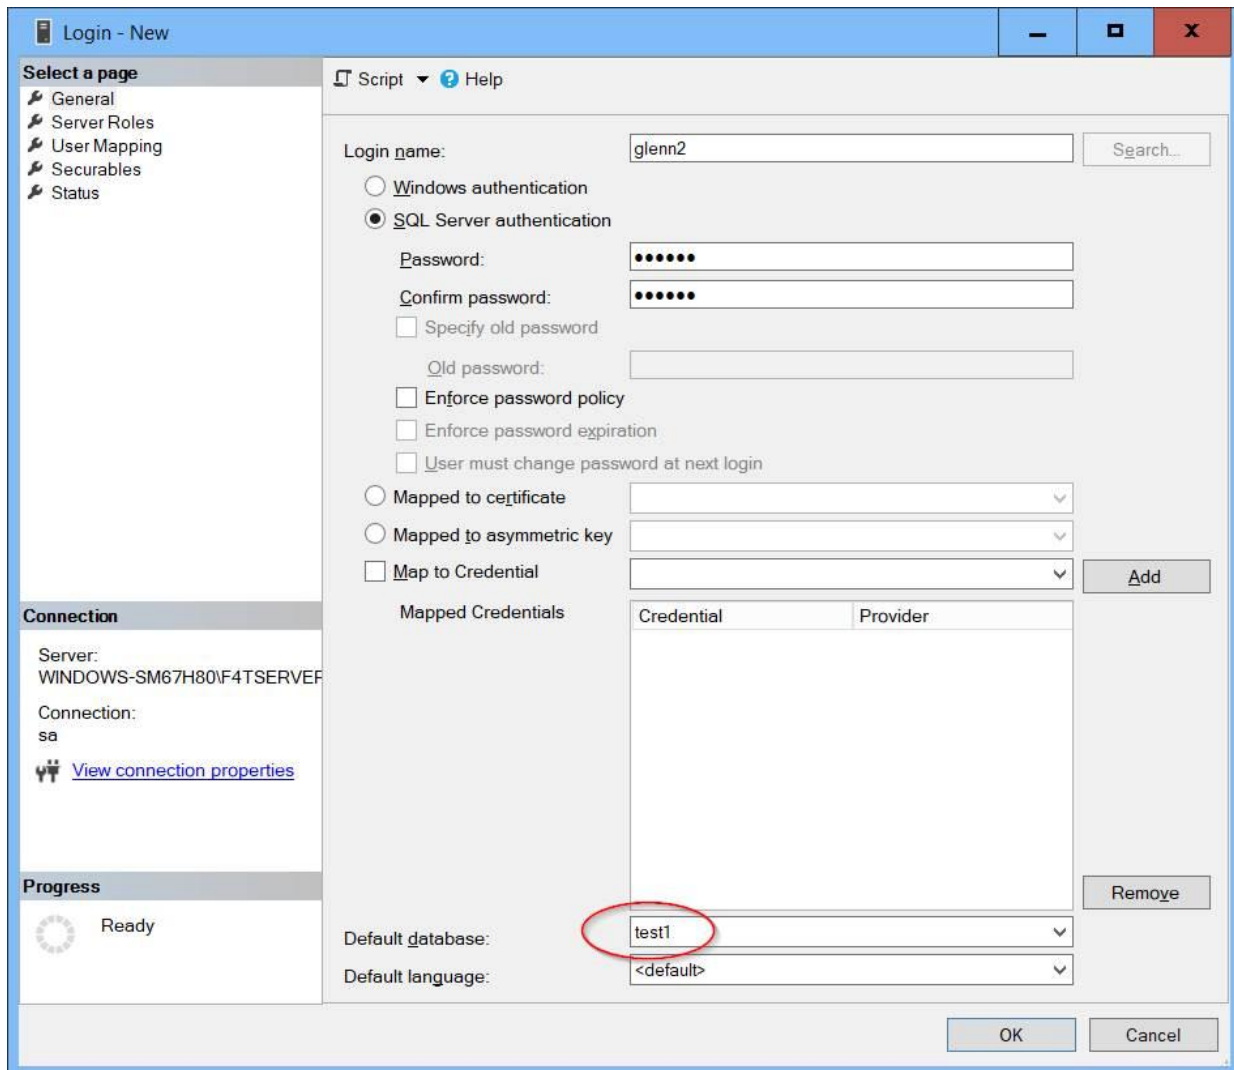 Login - New
Select a page
General
Server Roles
User Mapping
Securables
Status
Script Help
Login name: glenn2 Search...
Windows authentication
SQL Server authentication
Password: ●●●●●●
Confirm password: ●●●●●●
Specify old password
Old password:
Enforce password policy
Enforce password expiration
User must change password at next login
Mapped to certificate
Mapped to asymmetric key
Map to Credential Add
Mapped Credentials Credential Provider
Remove
Default database: test1
Default language: <default>
Connection
Server:
WINDOWS-SM67H80\F4TSERVER
Connection:
sa
View connection properties
Progress
Ready
OK Cancel